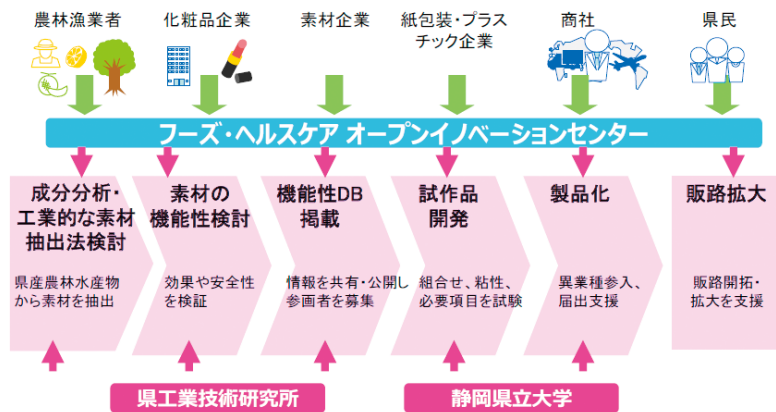 農林漁業者
化粧品企業
素材企業
紙包装・プラス
チック企業
商社
県民
フーズ・ヘルスケア オープンイノベーションセンター
成分分析・
工業的な素材
抽出法検討
県産農林水産物
から素材を抽出
素材の
機能性検討
効果や安全性
を検証
機能性DB
掲載
情報を共有・公開し
参画者を募集
試作品
開発
組合せ、粘性、
必要項目を試験
製品化
異業種参入、
届出支援
販路拡大
販路開拓・
拡大を支援
県工業技術研究所
静岡県立大学